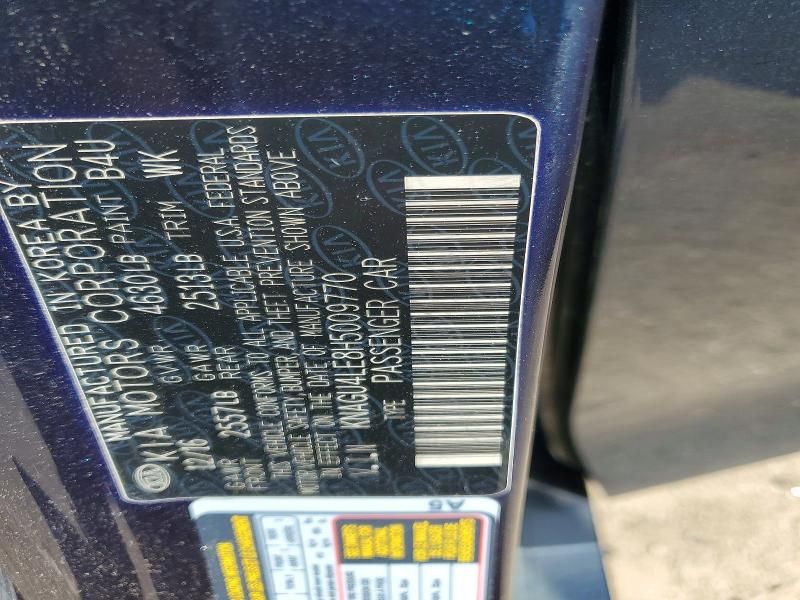 MANUFACTURED IN KOREA BY
KIA KIA MOTORS CORPORATION
12/16 GVWR 4630LB PAINT B4U
GAWR FRONT 2557LB GAWR REAR 2513LB TRIM WK
THIS VEHICLE CONFORMS TO ALL APPLICABLE U.S.A. FEDERAL
MOTOR VEHICLE SAFETY BUMPER, AND THEFT PREVENTION STANDARDS
IN EFFECT ON THE DATE OF MANUFACTURE SHOWN ABOVE.
V.I.N KNAGU4LE8H5009770
TYPE PASSENGER CAR
A5